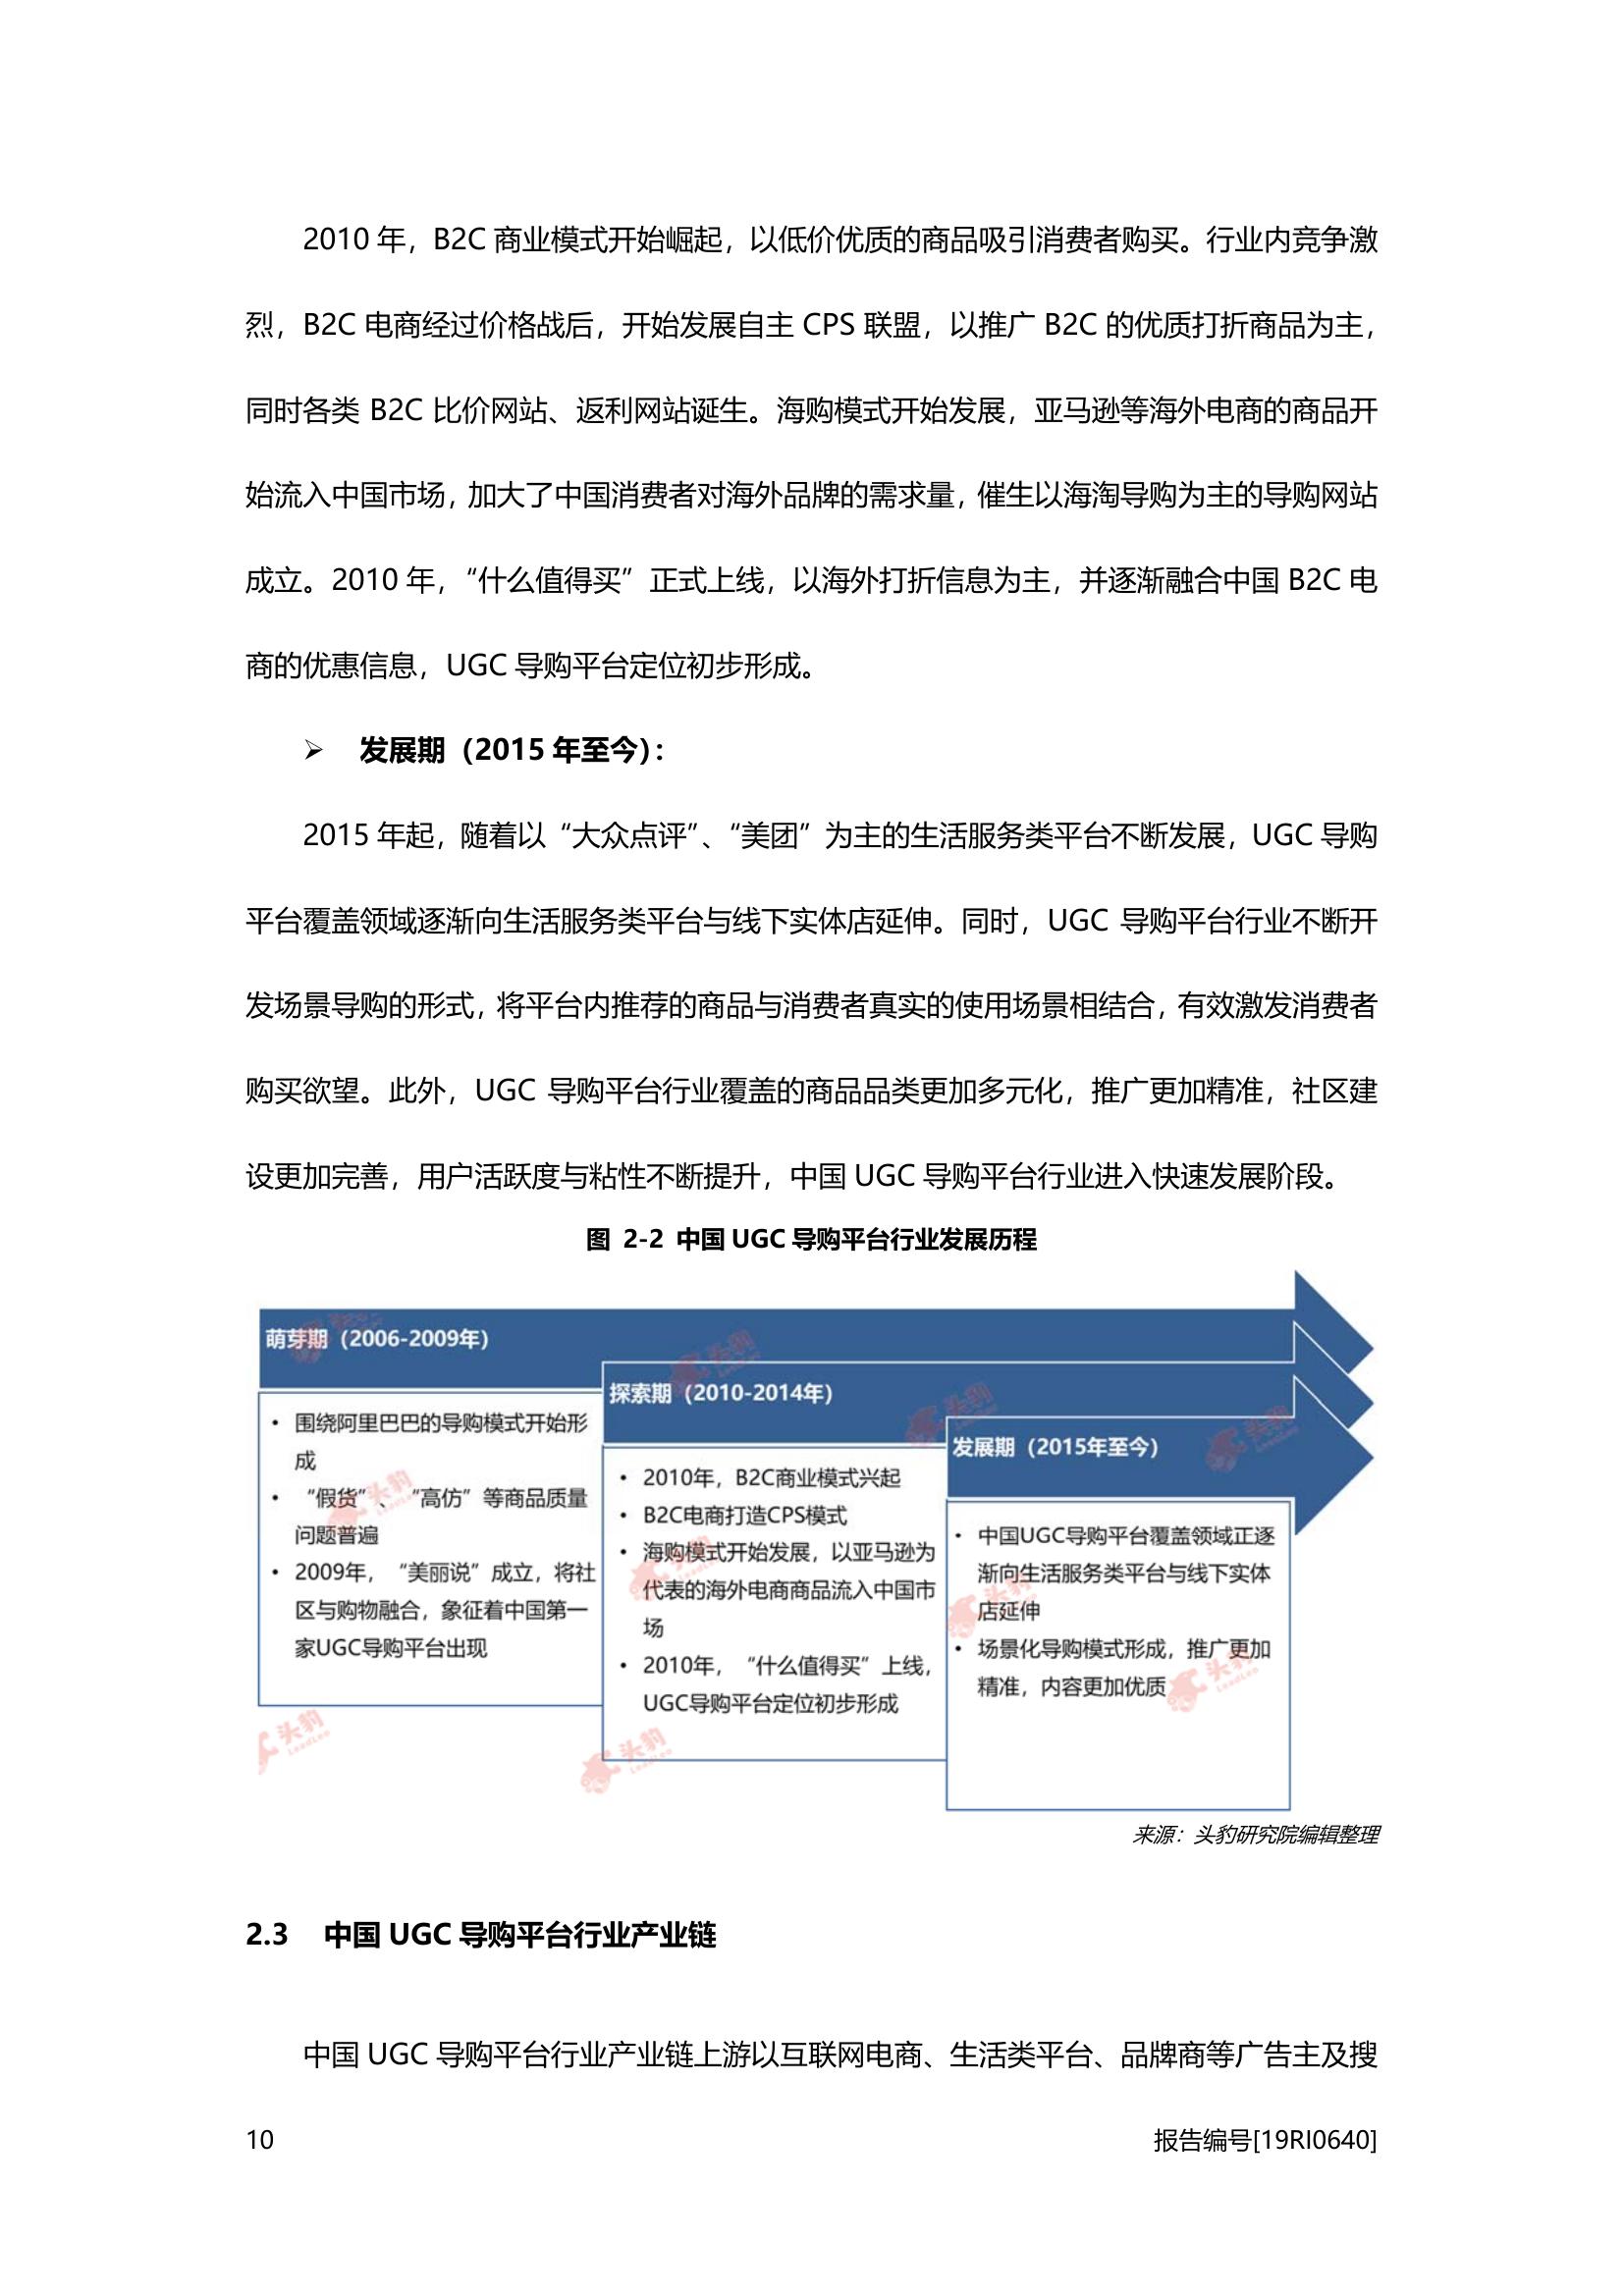 2010 年，B2C 商业模式开始崛起，以低价优质的商品吸引消费者购买。行业内竞争激
烈，B2C 电商经过价格战后，开始发展自主 CPS 联盟，以推广 B2C 的优质打折商品为主，
同时各类 B2C 比价网站、返利网站诞生。海购模式开始发展，亚马逊等海外电商的商品开
始流入中国市场，加大了中国消费者对海外品牌的需求量，催生以海淘导购为主的导购网站
成立。2010 年，“什么值得买”正式上线，以海外打折信息为主，并逐渐融合中国 B2C 电
商的优惠信息，UGC 导购平台定位初步形成。
➢ 发展期（2015 年至今）：
2015 年起，随着以“大众点评”、“美团”为主的生活服务类平台不断发展，UGC 导购
平台覆盖领域逐渐向生活服务类平台与线下实体店延伸。同时，UGC 导购平台行业不断开
发场景导购的形式，将平台内推荐的商品与消费者真实的使用场景相结合，有效激发消费者
购买欲望。此外，UGC 导购平台行业覆盖的商品品类更加多元化，推广更加精准，社区建
设更加完善，用户活跃度与粘性不断提升，中国 UGC 导购平台行业进入快速发展阶段。
图 2-2 中国 UGC 导购平台行业发展历程
萌芽期（2006-2009年）
• 围绕阿里巴巴的导购模式开始形
成
• “假货”、“高仿”等商品质量
问题普遍
• 2009年，“美丽说”成立，将社
区与购物融合，象征着中国第一
家UGC导购平台出现
探索期（2010-2014年）
• 2010年，B2C商业模式兴起
• B2C电商打造CPS模式
• 海购模式开始发展，以亚马逊为
代表的海外电商商品流入中国市
场
• 2010年，“什么值得买”上线，
UGC导购平台定位初步形成
发展期（2015年至今）
• 中国UGC导购平台覆盖领域正逐
渐向生活服务类平台与线下实体
店延伸
• 场景化导购模式形成，推广更加
精准，内容更加优质
头豹
LeadLeo
来源：头豹研究院编辑整理
2.3 中国 UGC 导购平台行业产业链
中国 UGC 导购平台行业产业链上游以互联网电商、生活类平台、品牌商等广告主及搜
10
报告编号[19RI0640]